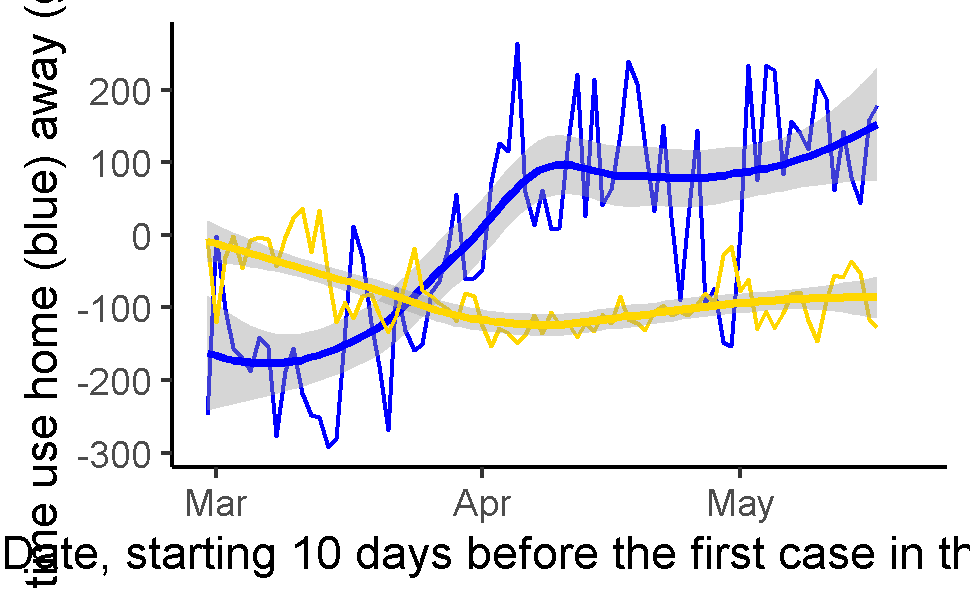 time use home (blue) away (
200
100
0
-100
-200
-300
Mar Apr May
Date, starting 10 days before the first case in th